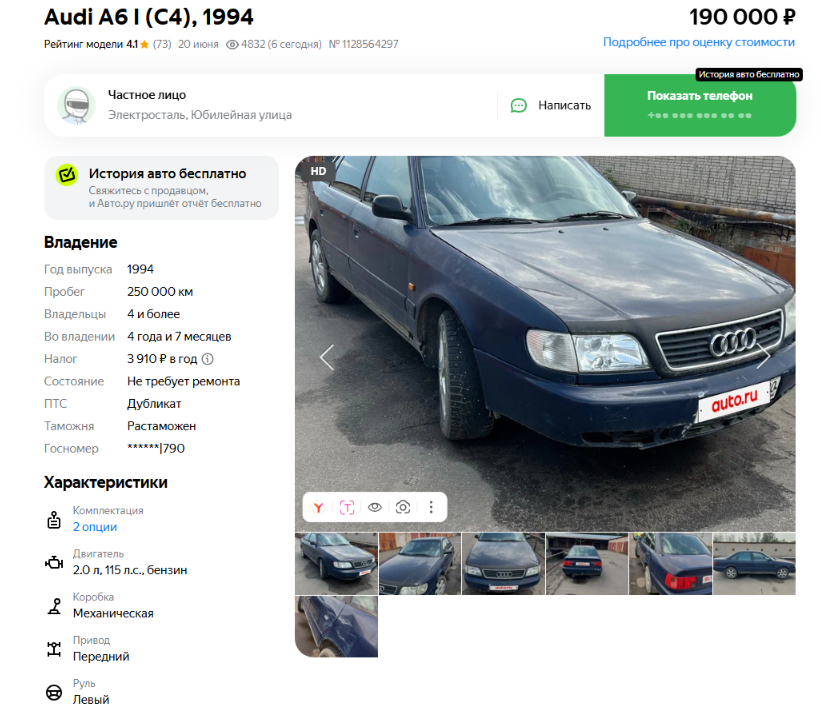 Audi A6 I (C4), 1994
190 000 ₽
Рейтинг модели 4.1 ★ (73) 20 июня 4832 (6 сегодня) № 1128564297
Подробнее про оценку стоимости
История авто бесплатно
Частное лицо
Электросталь, Юбилейная улица
Написать
Показать телефон
+●● ●●● ●●● ●● ●●
История авто бесплатно
Свяжитесь с продавцом,
и Авто.ру пришлёт отчёт бесплатно
HD
Владение
Год выпуска 1994
Пробег 250 000 км
Владельцы 4 и более
Во владении 4 года и 7 месяцев
Налог 3 910 ₽ в год
Состояние Не требует ремонта
ПТС Дубликат
Таможня Растаможен
Госномер ******|790
auto.ru
Характеристики
Комплектация
2 опции
Двигатель
2.0 л, 115 л.с., бензин
Коробка
Механическая
Привод
Передний
Руль
Левый